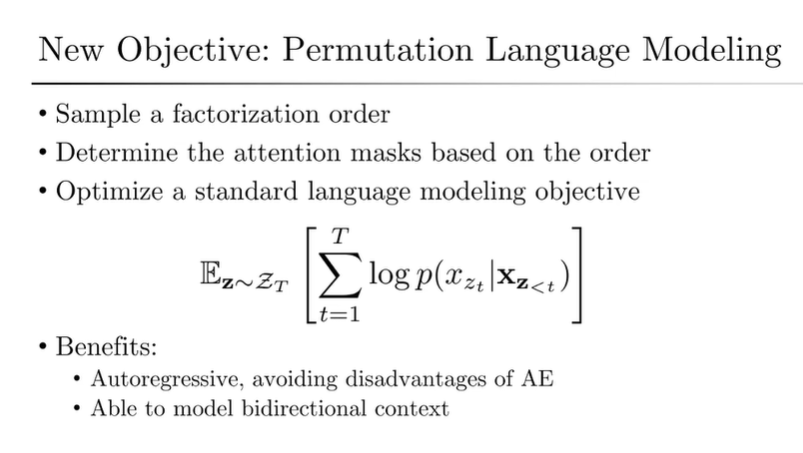 New Objective: Permutation Language Modeling
• Sample a factorization order
• Determine the attention masks based on the order
• Optimize a standard language modeling objective
$\mathbb{E}_{\mathbf{z}\sim\mathcal{Z}_T}\left[\sum_{t=1}^{T}\log p(x_{z_t}|\mathbf{x}_{\mathbf{z}_{<t}})\right]$
• Benefits:
• Autoregressive, avoiding disadvantages of AE
• Able to model bidirectional context